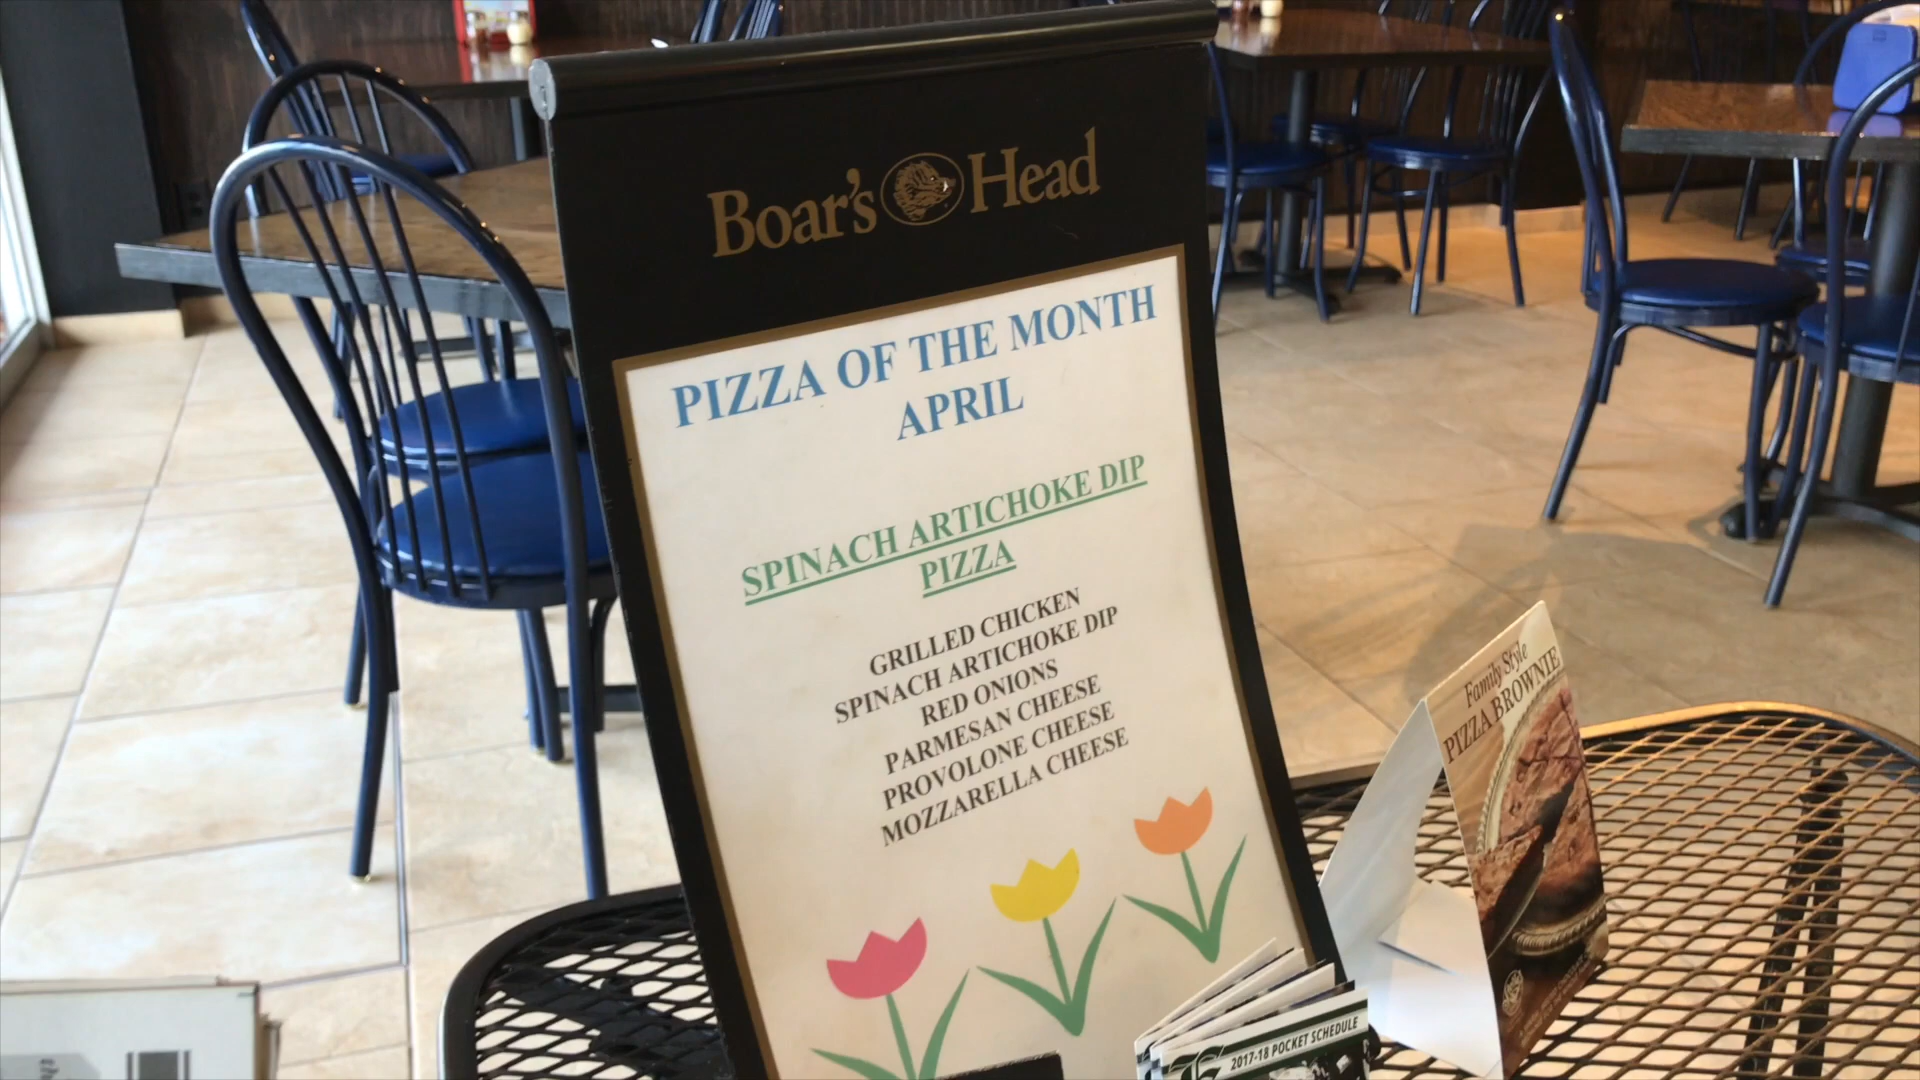 Boar's Head
PIZZA OF THE MONTH
APRIL
SPINACH ARTICHOKE DIP
PIZZA
GRILLED CHICKEN
SPINACH ARTICHOKE DIP
RED ONIONS
PARMESAN CHEESE
PROVOLONE CHEESE
MOZZARELLA CHEESE
Family Style
PIZZA BROWNIE
2017-18 POCKET SCHEDULE